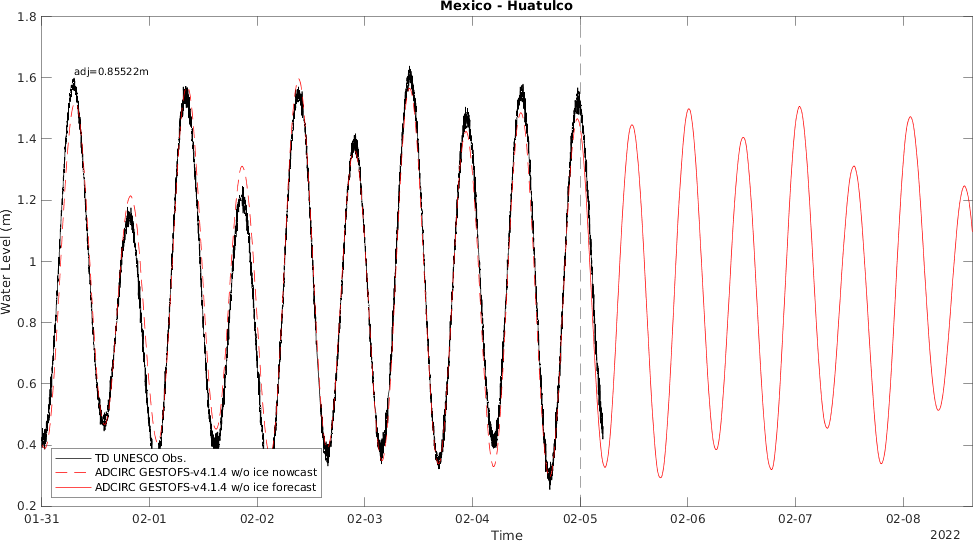 Mexico - Huatulco
1.8
1.6
1.4
1.2
1
0.8
0.6
0.4
0.2
Water Level (m)
adj=0.85522m
TD UNESCO Obs.
ADCIRC GESTOFS-v4.1.4 w/o ice nowcast
ADCIRC GESTOFS-v4.1.4 w/o ice forecast
01-31 02-01 02-02 02-03 02-04 02-05 02-06 02-07 02-08
Time
2022